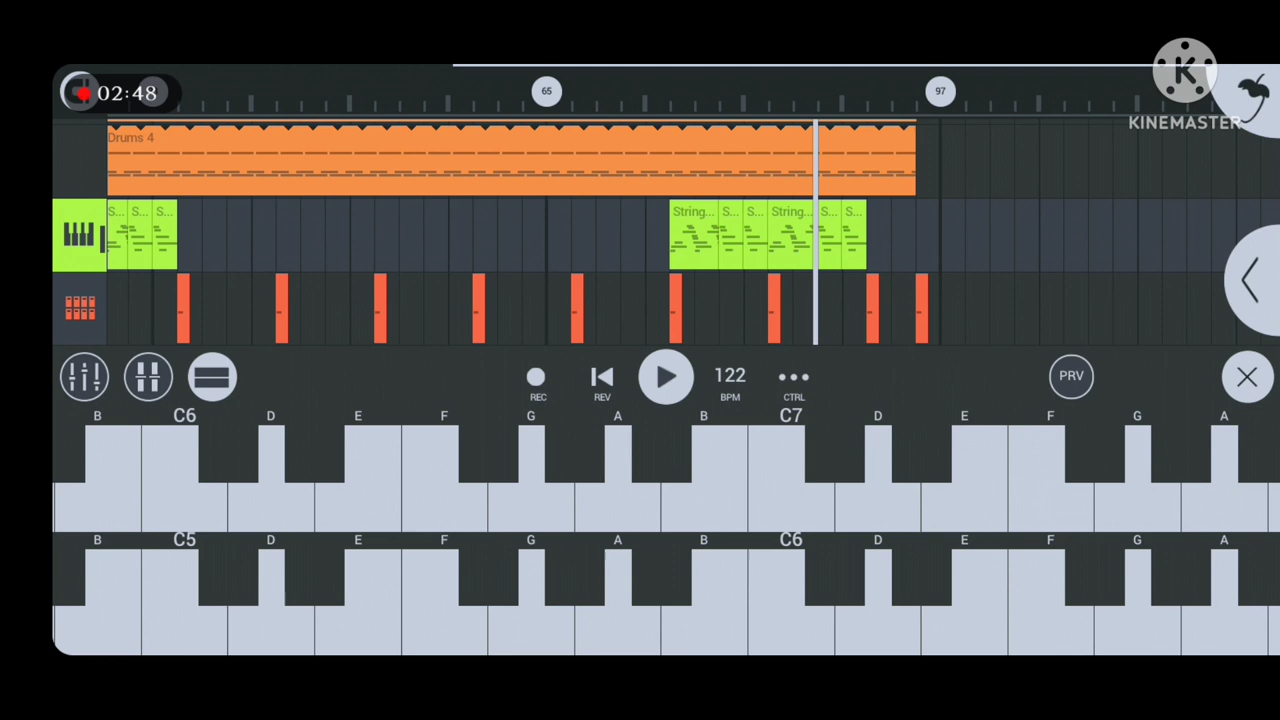 02:48
65
97
K
KINEMASTER
Drums 4
S... S... S... String... S... S... String... S... S...
REC
REV
122
BPM
CTRL
PRV
B C6 D E F G A B C7 D E F G A
B C5 D E F G A B C6 D E F G A